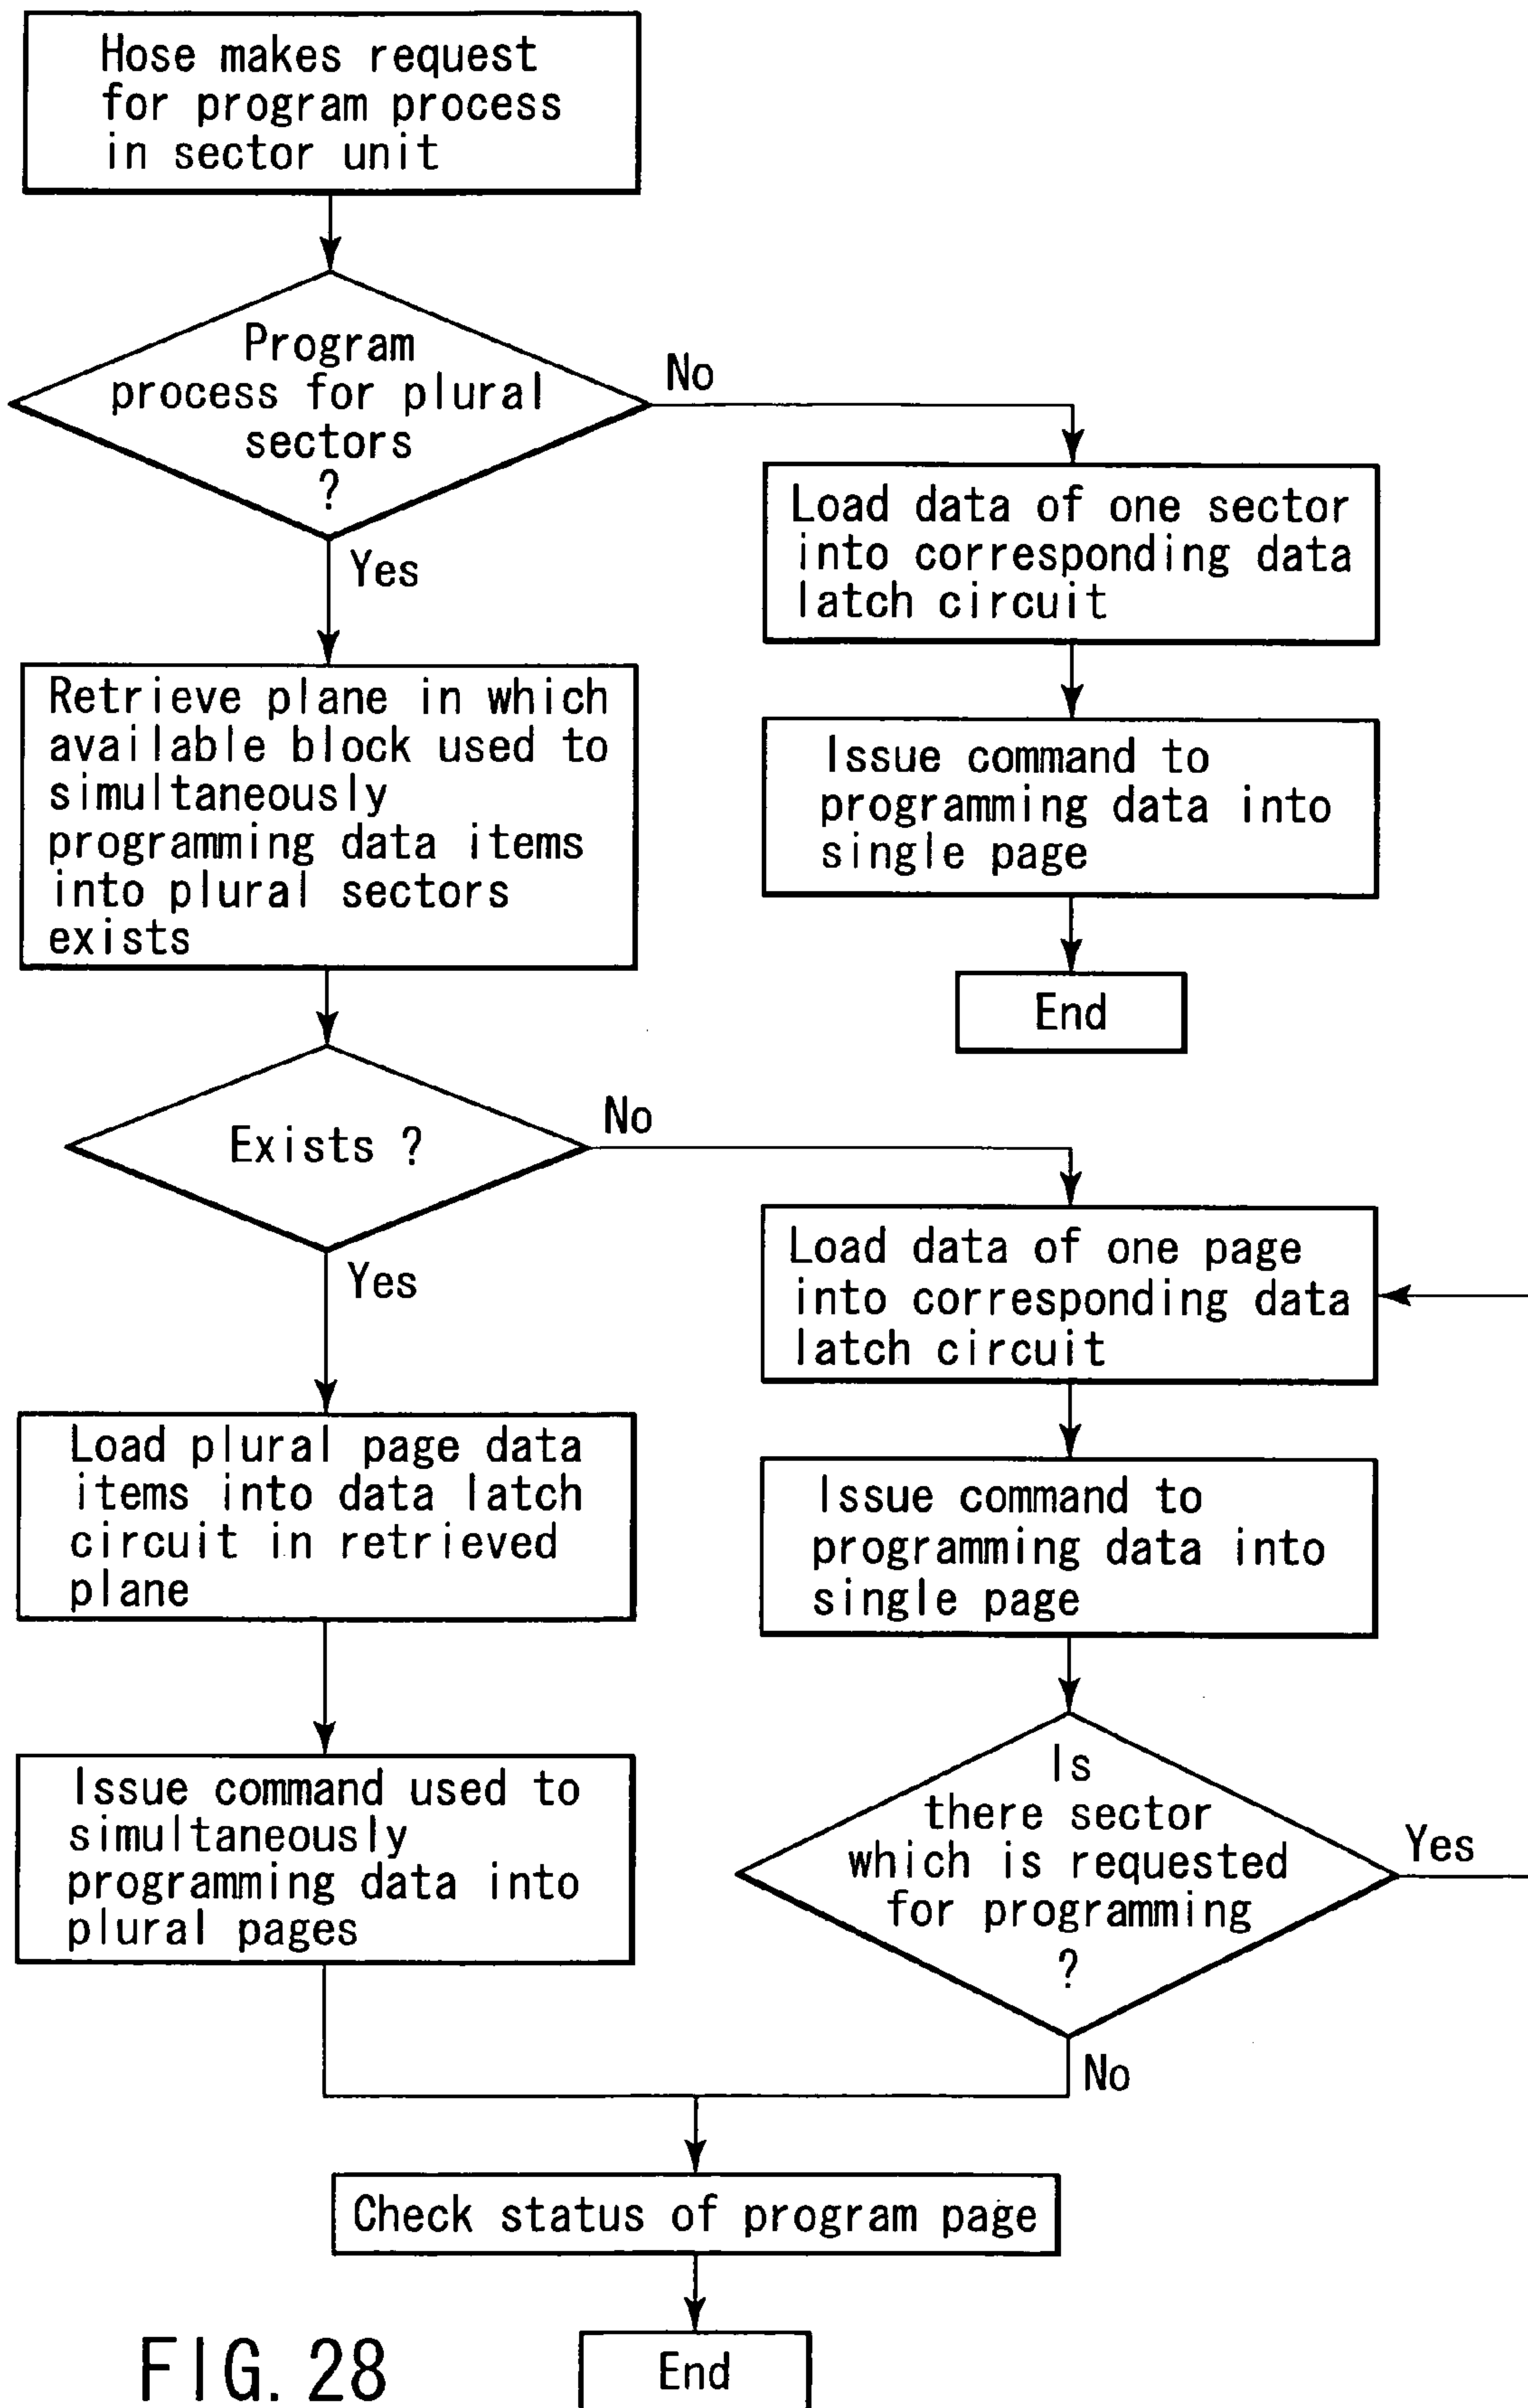 Hose makes request
for program process
in sector unit
Program
process for plural
sectors
?
No
Yes
Load data of one sector
into corresponding data
latch circuit
Issue command to
programming data into
single page
End
Retrieve plane in which
available block used to
simultaneously
programming data items
into plural sectors
exists
Exists ?
No
Yes
Load data of one page
into corresponding data
latch circuit
Issue command to
programming data into
single page
Is
there sector
which is requested
for programming
?
Yes
No
Load plural page data
items into data latch
circuit in retrieved
plane
Issue command used to
simultaneously
programming data into
plural pages
Check status of program page
End
FIG. 28